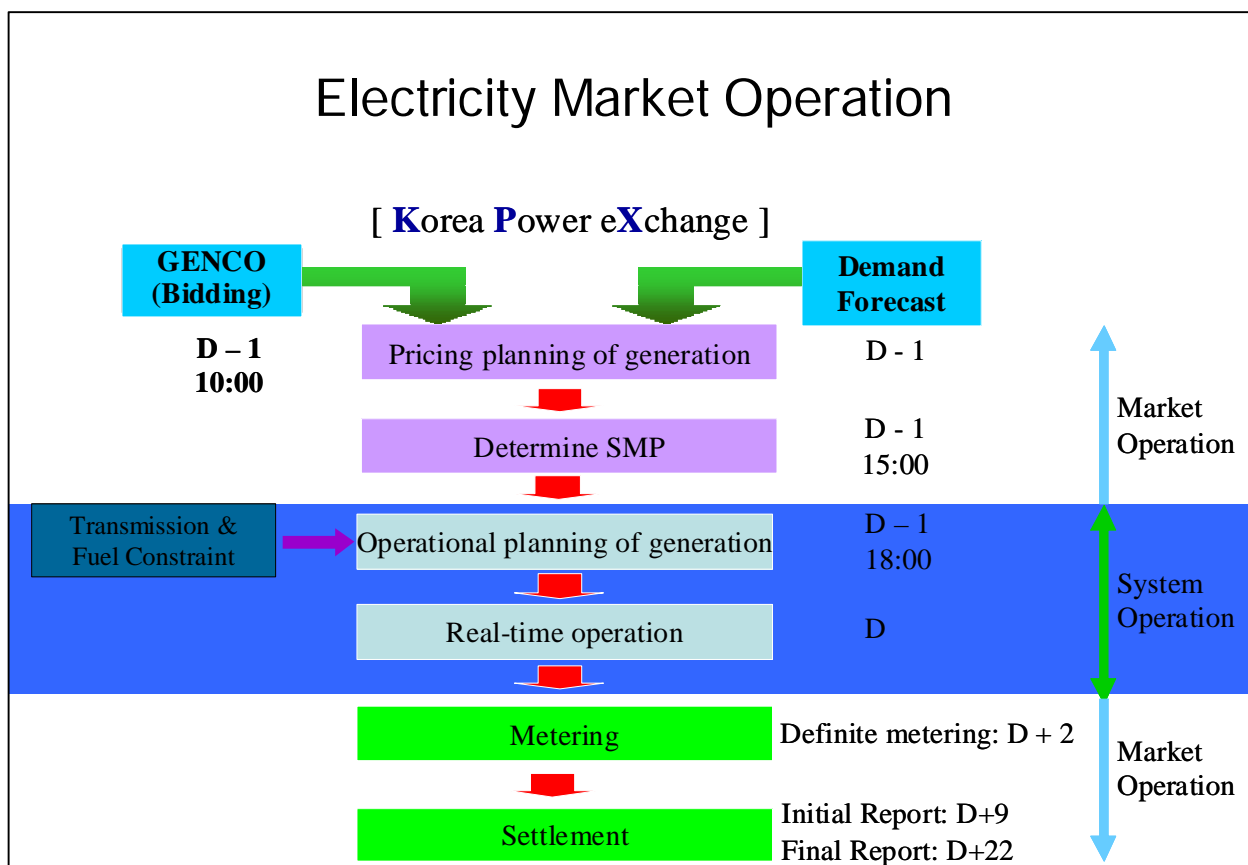 Electricity Market Operation
[ Korea Power eXchange ]
GENCO
(Bidding)
Demand
Forecast
D – 1
10:00
Pricing planning of generation
D - 1
Determine SMP
D - 1
15:00
Market
Operation
Transmission &
Fuel Constraint
Operational planning of generation
D – 1
18:00
Real-time operation
D
System
Operation
Metering
Definite metering: D + 2
Settlement
Initial Report: D+9
Final Report: D+22
Market
Operation